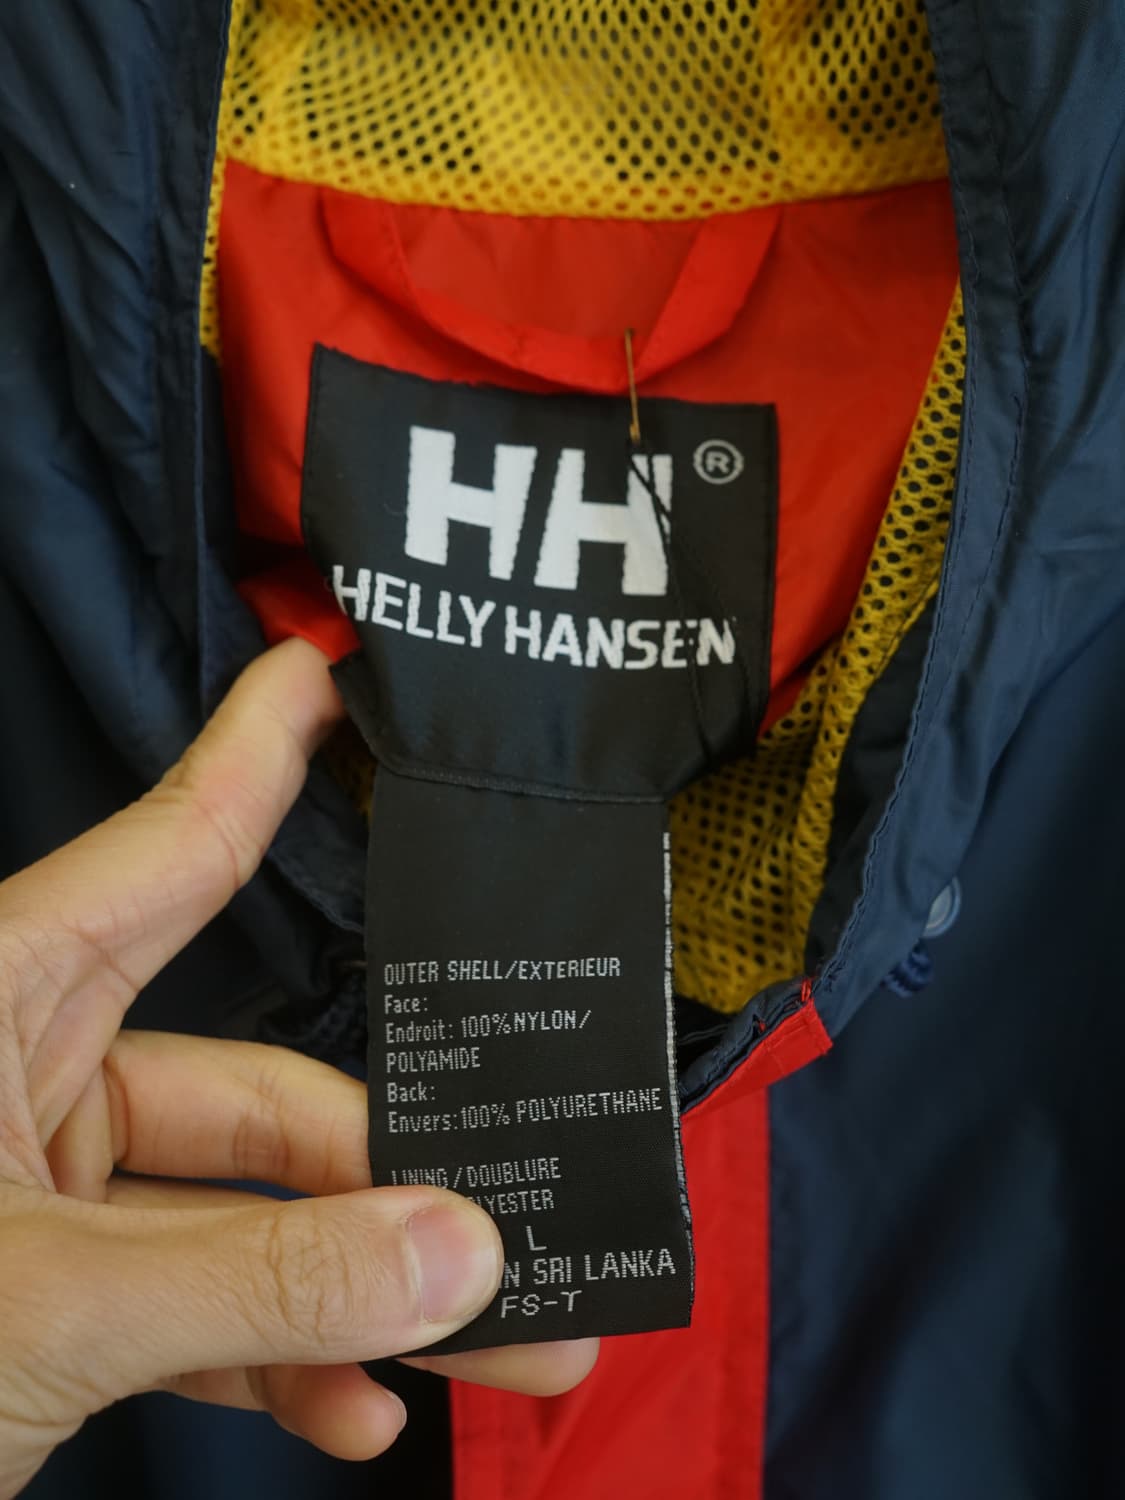 HH ®
HELLY HANSEN
OUTER SHELL/EXTERIEUR
Face:
Endroit: 100%NYLON/
POLYAMIDE
Back:
Envers:100% POLYURETHANE
LINING/DOUBLURE
L
SRI LANKA
FS-T